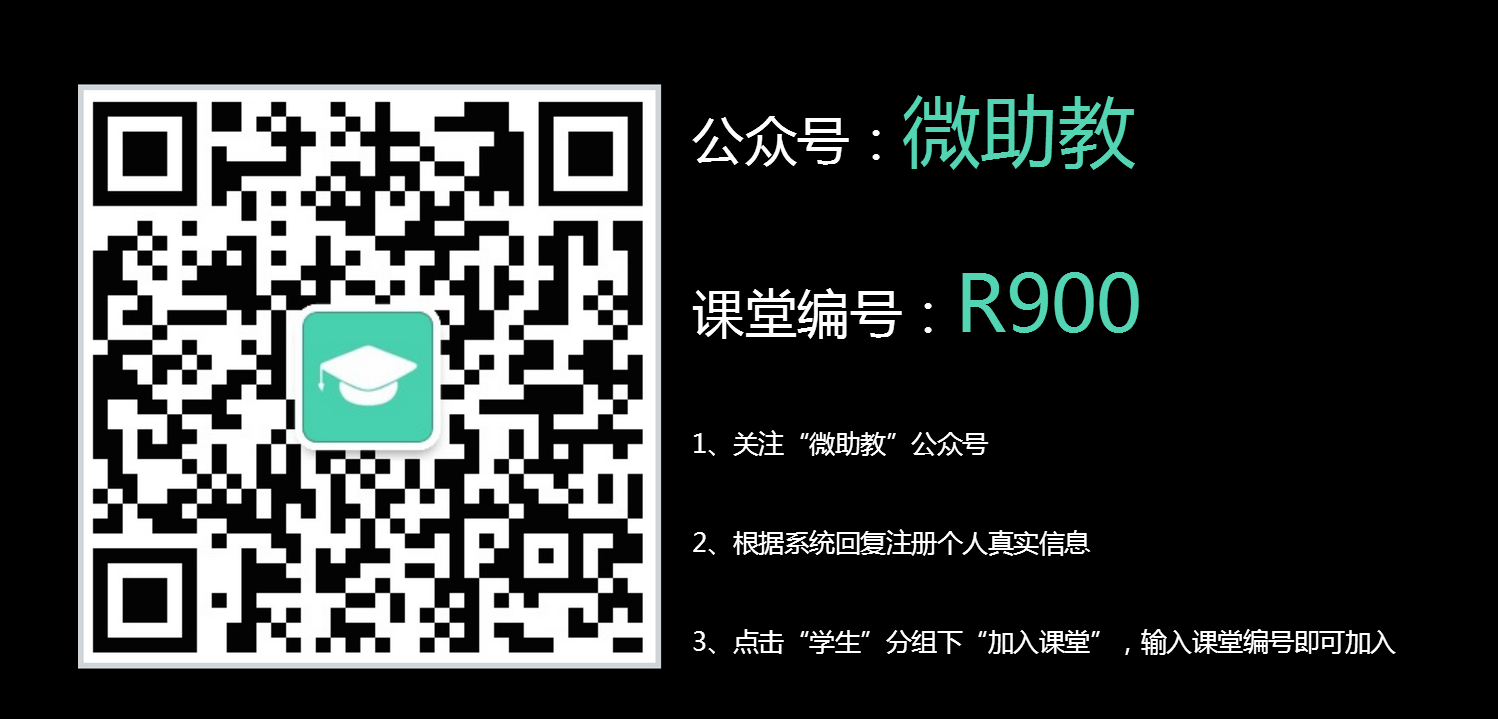 公众号：微助教
课堂编号：R900
1、关注“微助教”公众号
2、根据系统回复注册个人真实信息
3、点击“学生”分组下“加入课堂”，输入课堂编号即可加入